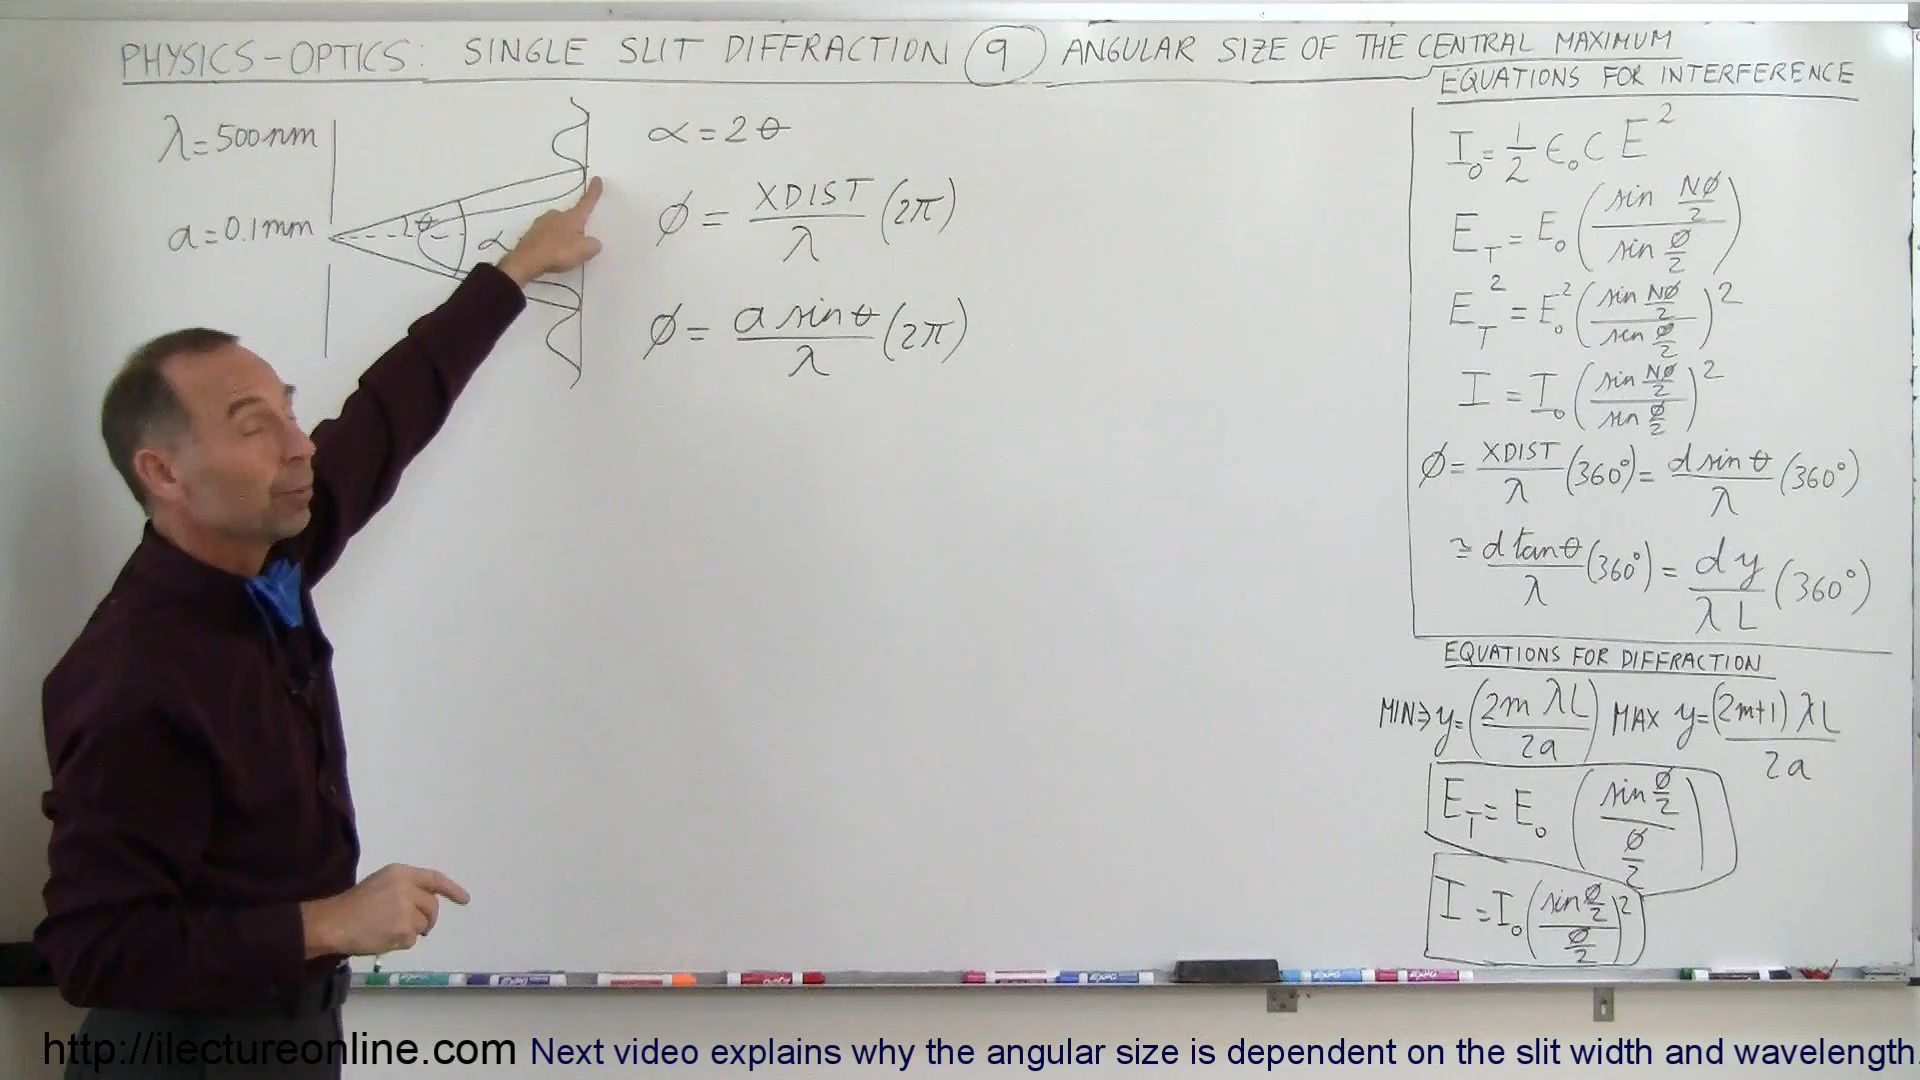 PHYSICS-OPTICS: SINGLE SLIT DIFFRACTION 9 ANGULAR SIZE OF THE CENTRAL MAXIMUM
λ=500nm
a=0.1mm
θ
α
α=2θ
ϕ = XDIST/λ (2π)
ϕ = a sinθ/λ (2π)
EQUATIONS FOR INTERFERENCE
I₀= 1/2 ϵ₀ C E²
E_T = E₀ (sin Nϕ/2 / sin ϕ/2)
E_T² = E₀² (sin Nϕ/2 / sin ϕ/2)²
I = I₀ (sin Nϕ/2 / sin ϕ/2)²
ϕ= XDIST/λ (360°)= d sin θ/λ (360°)
≅ d tanθ/λ (360°) = d y/λ L (360°)
EQUATIONS FOR DIFFRACTION
MIN⇒ y=(2m λL/2a) MAX y=(2m+1) λL/2a
E_T= E₀ (sin ϕ/2 / ϕ/2)
I = I₀ (sin ϕ/2 / ϕ/2)²
EXPO
http://ilectureonline.com Next video explains why the angular size is dependent on the slit width and wavelength.